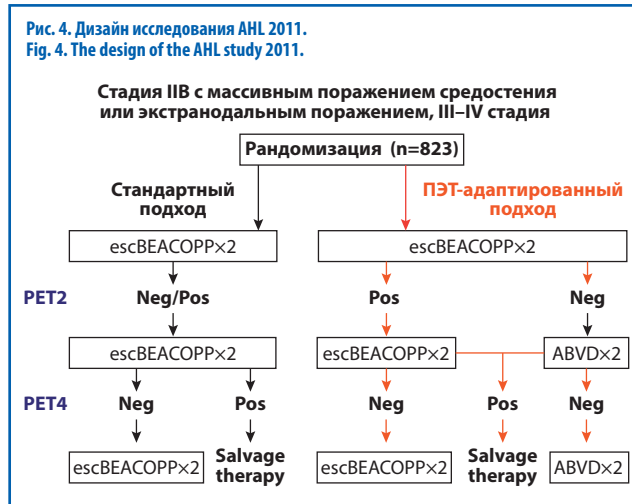 Рис. 4. Дизайн исследования AHL 2011.
Fig. 4. The design of the AHL study 2011.
Стадия IIB с массивным поражением средостения
или экстранодальным поражением, III–IV стадия
Рандомизация (n=823)
Стандартный
подход
ПЭТ-адаптированный
подход
escBEACOPP×2
escBEACOPP×2
PET2
Neg/Pos
Pos
Neg
escBEACOPP×2
escBEACOPP×2
ABVD×2
PET4
Neg
Pos
Neg
Pos
Neg
escBEACOPP×2
Salvage
therapy
escBEACOPP×2
Salvage
therapy
ABVD×2